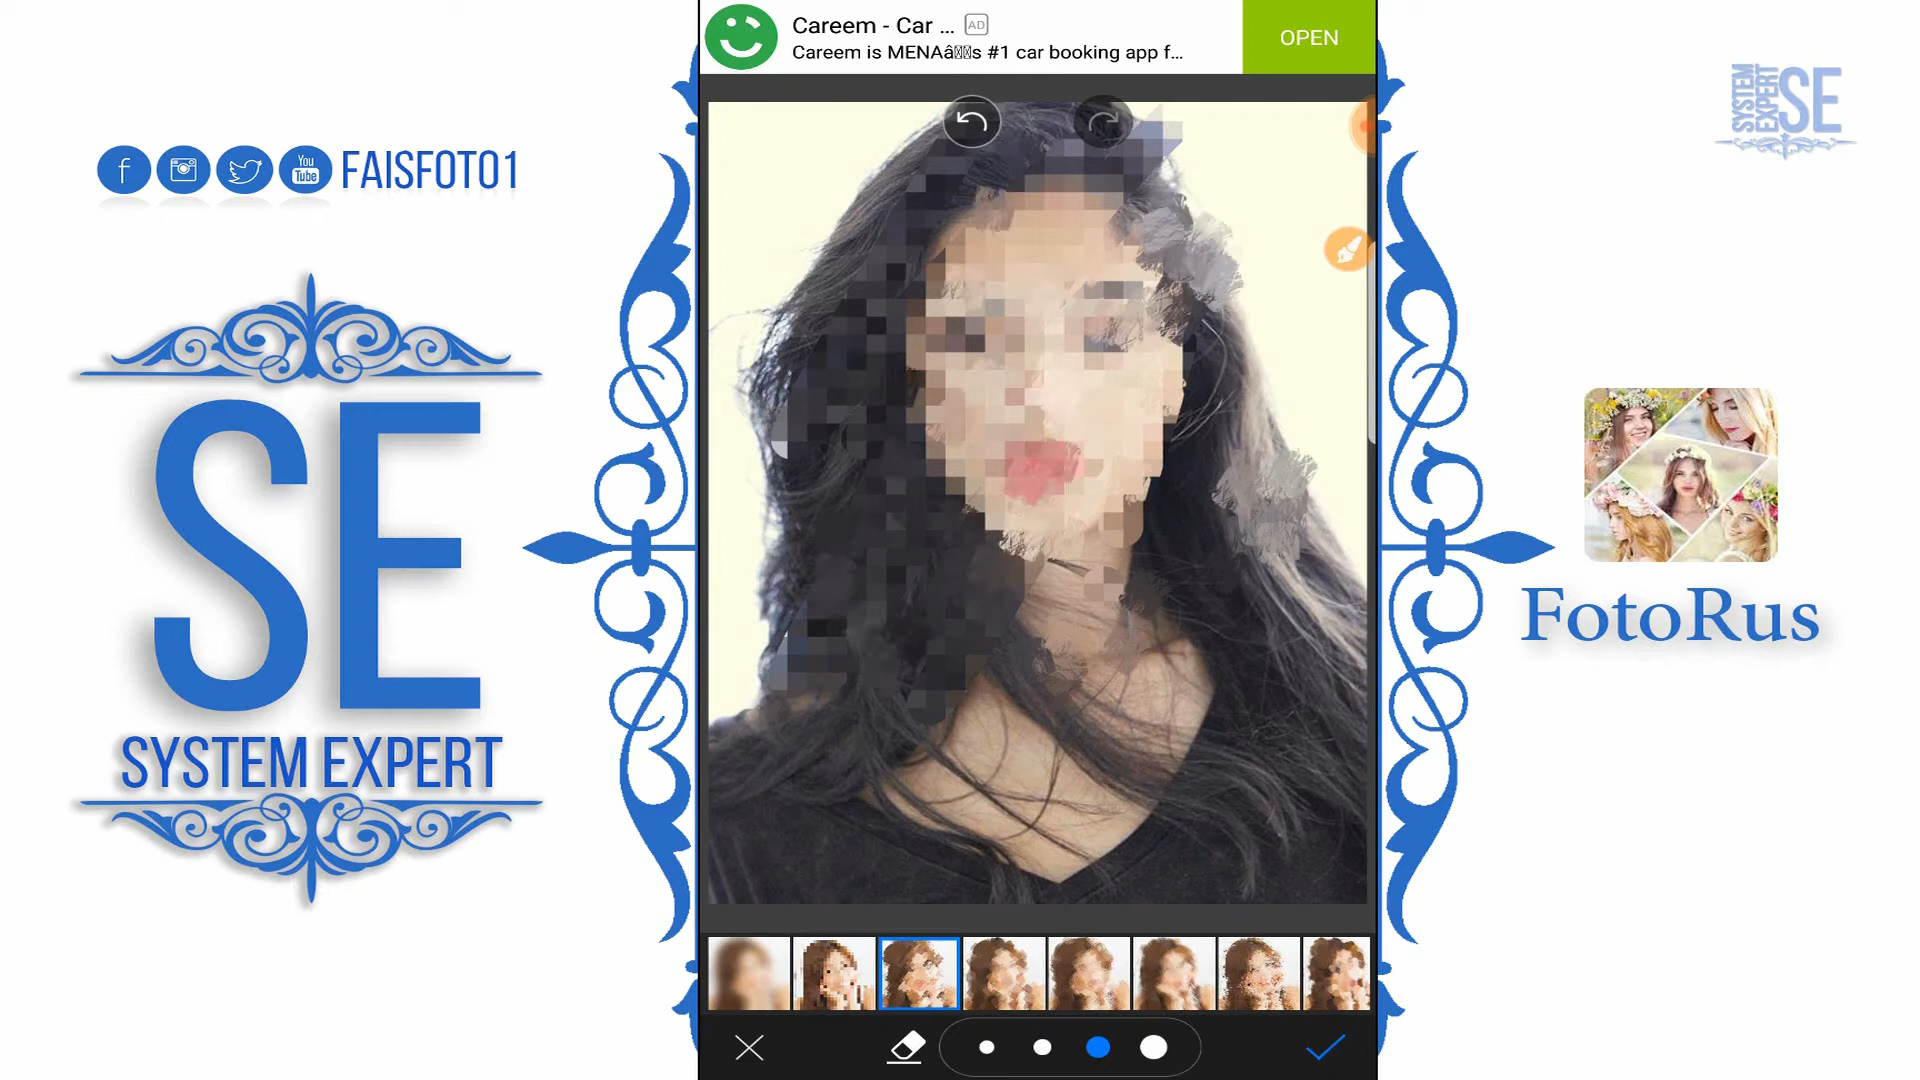 Careem - Car ... AD
Careem is MENAâ��s #1 car booking app f...
OPEN
SYSTEM EXPERT SE
f You Tube FAISFOTO1
SE
SYSTEM EXPERT
FotoRus